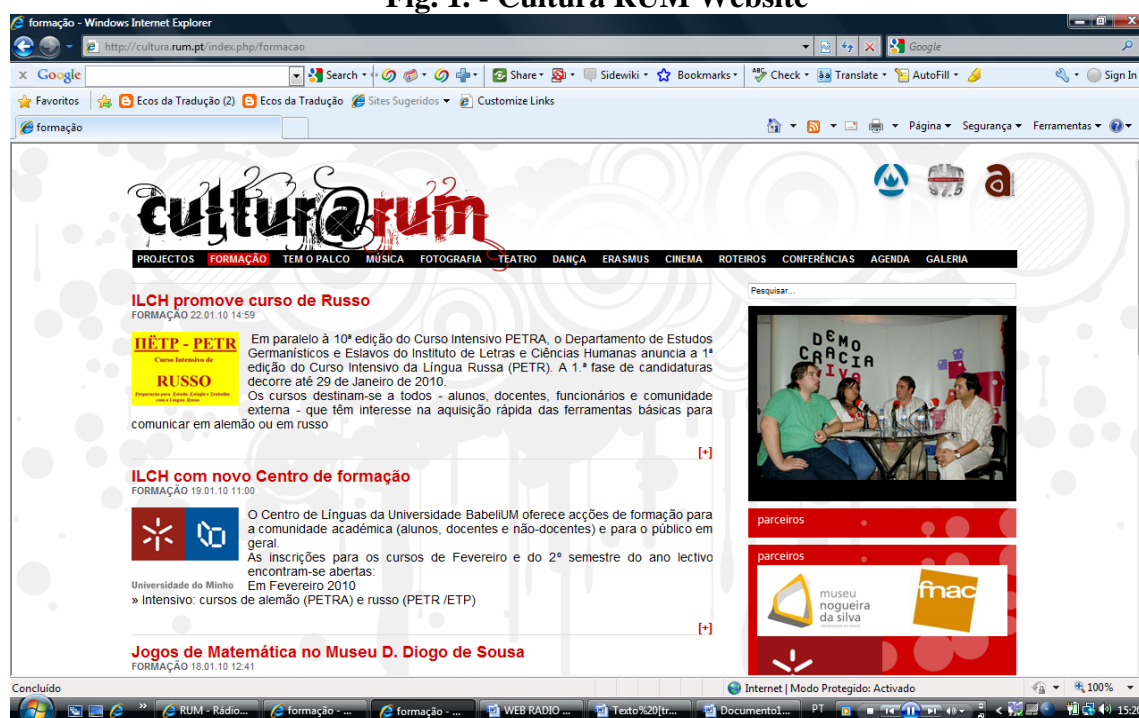 Fig. 1. - Cultura RUM Website
formação - Windows Internet Explorer
http://cultura.rum.pt/index.php/formacao
Google
x Google
Search
Share
Sidewiki
Bookmarks
Check
Translate
AutoFill
Sign In
Favoritos
Ecos da Tradução (2)
Ecos da Tradução
Sites Sugeridos
Customize Links
formação
Página
Segurança
Ferramentas
cultur@rum
97.5
PROJECTOS FORMAÇÃO TEM O PALCO MÚSICA FOTOGRAFIA TEATRO DANÇA ERASMUS CINEMA ROTEIROS CONFERÊNCIAS AGENDA GALERIA
ILCH promove curso de Russo
FORMAÇÃO 22.01.10 14:59
ПЁТР - PETR
Curso Intensivo de
RUSSO
Em paralelo à 10ª edição do Curso Intensivo PETRA, o Departamento de Estudos
Germanísticos e Eslavos do Instituto de Letras e Ciências Humanas anuncia a 1ª
edição do Curso Intensivo da Língua Russa (PETR). A 1.ª fase de candidaturas
decorre até 29 de Janeiro de 2010.
Os cursos destinam-se a todos - alunos, docentes, funcionários e comunidade
externa - que têm interesse na aquisição rápida das ferramentas básicas para
comunicar em alemão ou em russo
[+]
ILCH com novo Centro de formação
FORMAÇÃO 19.01.10 11:00
Universidade do Minho
O Centro de Línguas da Universidade BabeliUM oferece acções de formação para
a comunidade académica (alunos, docentes e não-docentes) e para o público em
geral.
As inscrições para os cursos de Fevereiro e do 2º semestre do ano lectivo
encontram-se abertas:
Em Fevereiro 2010
» Intensivo: cursos de alemão (PETRA) e russo (PETR /ETP)
[+]
Jogos de Matemática no Museu D. Diogo de Sousa
FORMAÇÃO 18.01.10 12:41
Pesquisar...
DEMO
CRACIA
parceiros
parceiros
museu
nogueira
da silva
fnac
Concluído
Internet | Modo Protegido: Activado
100%
RUM - Rádio...
formação - ...
formação - ...
WEB RADIO ...
Texto%20[tr...
Documento1...
PT
15:20